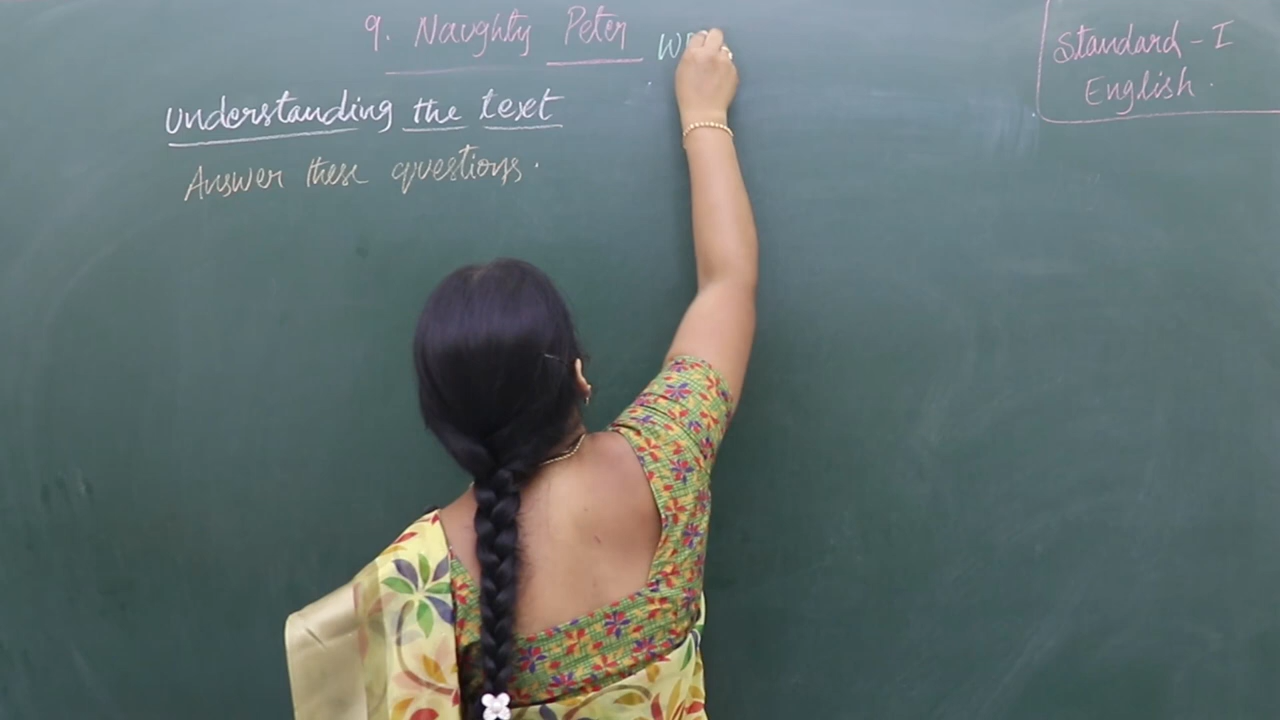 9. Naughty Peter
Standard - I
English.
understanding the text
Answer these questions.